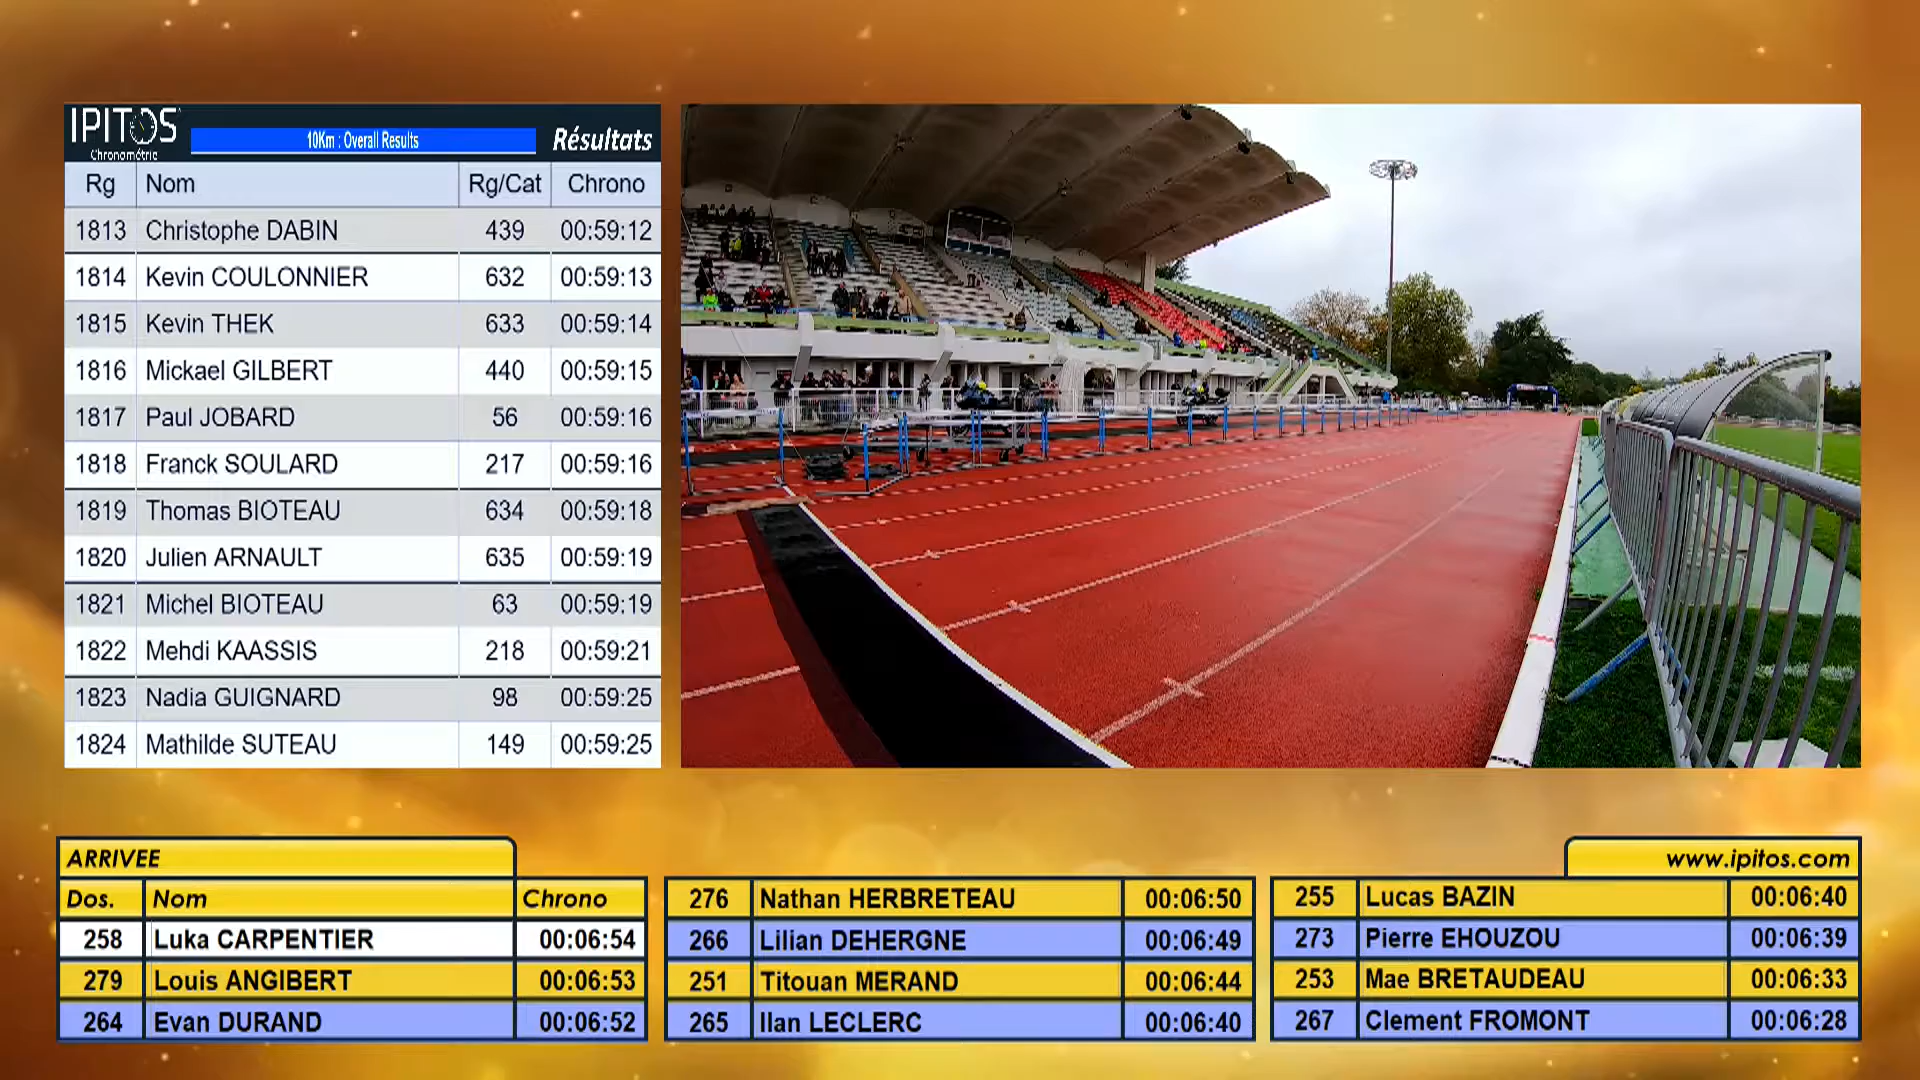 IPITOS
Chronométrie
10Km : Overall Results
Résultats
Rg Nom Rg/Cat Chrono
1813 Christophe DABIN 439 00:59:12
1814 Kevin COULONNIER 632 00:59:13
1815 Kevin THEK 633 00:59:14
1816 Mickael GILBERT 440 00:59:15
1817 Paul JOBARD 56 00:59:16
1818 Franck SOULARD 217 00:59:16
1819 Thomas BIOTEAU 634 00:59:18
1820 Julien ARNAULT 635 00:59:19
1821 Michel BIOTEAU 63 00:59:19
1822 Mehdi KAASSIS 218 00:59:21
1823 Nadia GUIGNARD 98 00:59:25
1824 Mathilde SUTEAU 149 00:59:25
ARRIVEE
Dos. Nom Chrono
258 Luka CARPENTIER 00:06:54
279 Louis ANGIBERT 00:06:53
264 Evan DURAND 00:06:52
276 Nathan HERBRETEAU 00:06:50
266 Lilian DEHERGNE 00:06:49
251 Titouan MERAND 00:06:44
265 Ilan LECLERC 00:06:40
www.ipitos.com
255 Lucas BAZIN 00:06:40
273 Pierre EHOUZOU 00:06:39
253 Mae BRETAUDEAU 00:06:33
267 Clement FROMONT 00:06:28